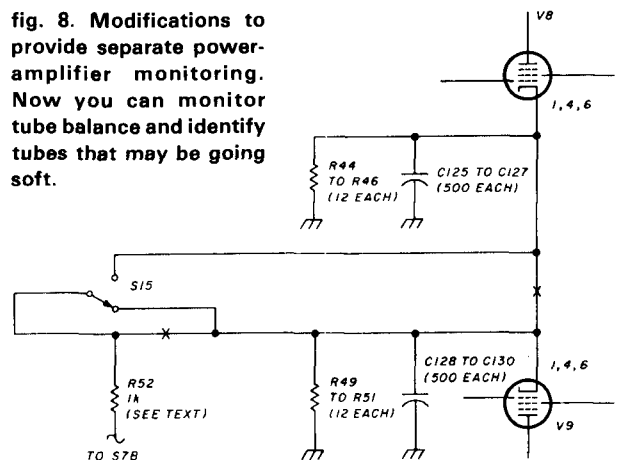 fig. 8. Modifications to
provide separate power-
amplifier monitoring.
Now you can monitor
tube balance and identify
tubes that may be going
soft.
V8
1,4,6
R44
TO R46
(12 EACH)
C125 TO C127
(500 EACH)
S15
R52
1k
(SEE TEXT)
TO S7B
R49
TO R51
(12 EACH)
C128 TO C130
(500 EACH)
1,4,6
V9